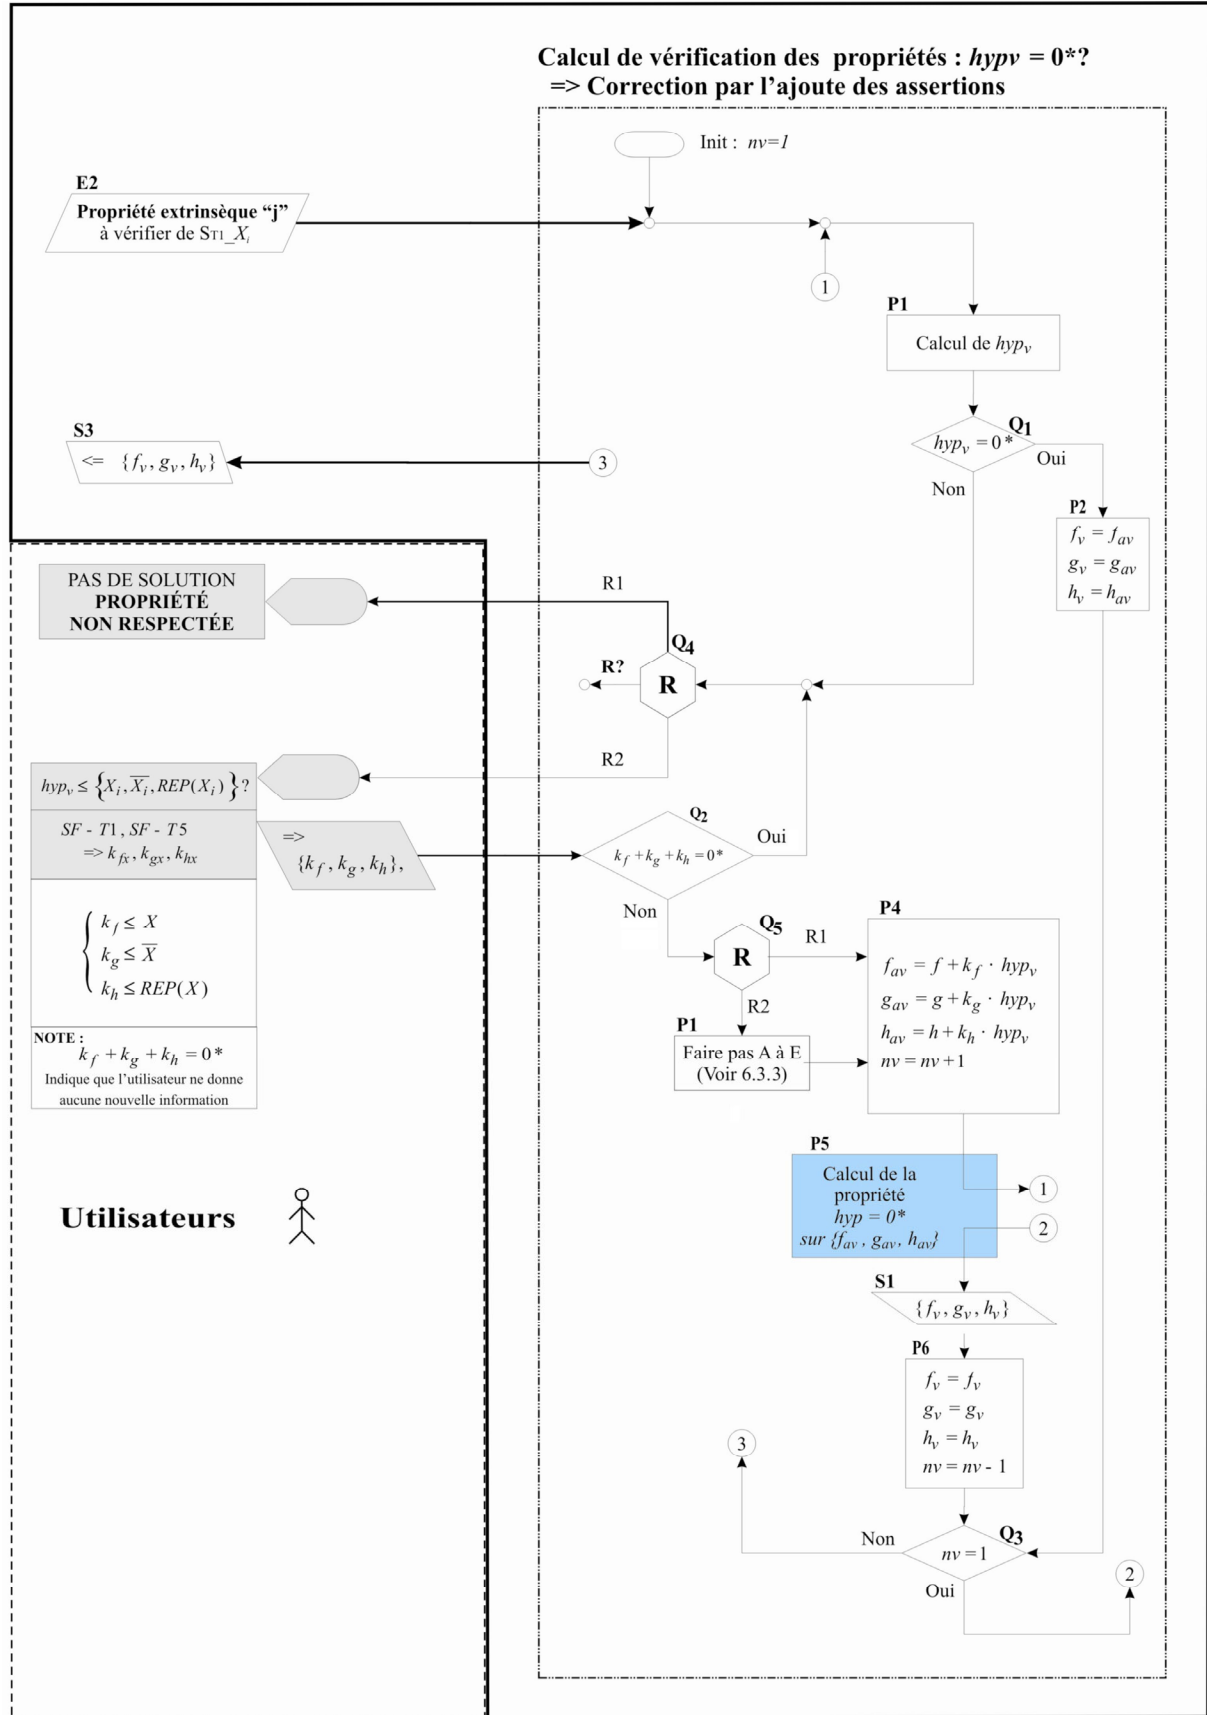 Calcul de vérification des propriétés : hypv = 0*?
=> Correction par l'ajoute des assertions
Init : nv=1
E2
Propriété extrinsèque “j”
à vérifier de ST1_Xi
1
P1
Calcul de hypv
S3
<= {fv, gv, hv}
3
Q1
hypv = 0*
Oui
Non
P2
fv = fav
gv = gav
hv = hav
PAS DE SOLUTION
PROPRIÉTÉ
NON RESPECTÉE
R1
Q4
R?
R
R2
hypv ≤ {Xi, X̅i, REP(Xi)}?
SF - T1, SF - T5
=> kfx, kgx, khx
=>
{kf, kg, kh},
Q2
kf + kg + kh = 0*
Oui
Non
kf ≤ X
kg ≤ X̅
kh ≤ REP(X)
NOTE :
kf + kg + kh = 0*
Indique que l'utilisateur ne donne
aucune nouvelle information
Q5
R
R1
R2
P1
Faire pas A à E
(Voir 6.3.3)
P4
fav = f + kf · hypv
gav = g + kg · hypv
hav = h + kh · hypv
nv = nv + 1
P5
Calcul de la
propriété
hyp = 0*
sur {fav, gav, hav}
1
2
Utilisateurs
S1
{fv, gv, hv}
P6
fv = fv
gv = gv
hv = hv
nv = nv - 1
3
Q3
Non
nv = 1
Oui
2